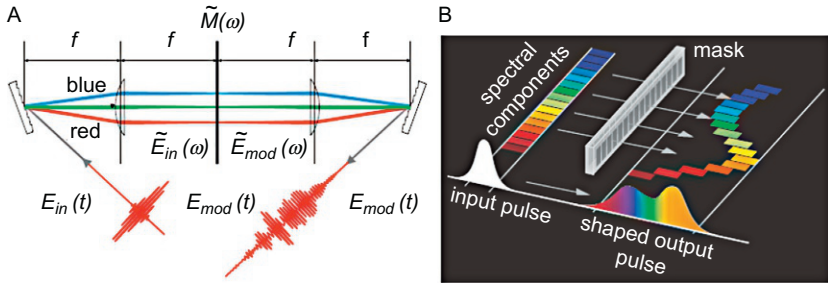 A
M̃(ω)
f f f f
blue
red
Ẽin(ω) Ẽmod(ω)
Ein(t) Emod(t) Emod(t)
B
mask
spectral
components
input pulse
shaped output
pulse